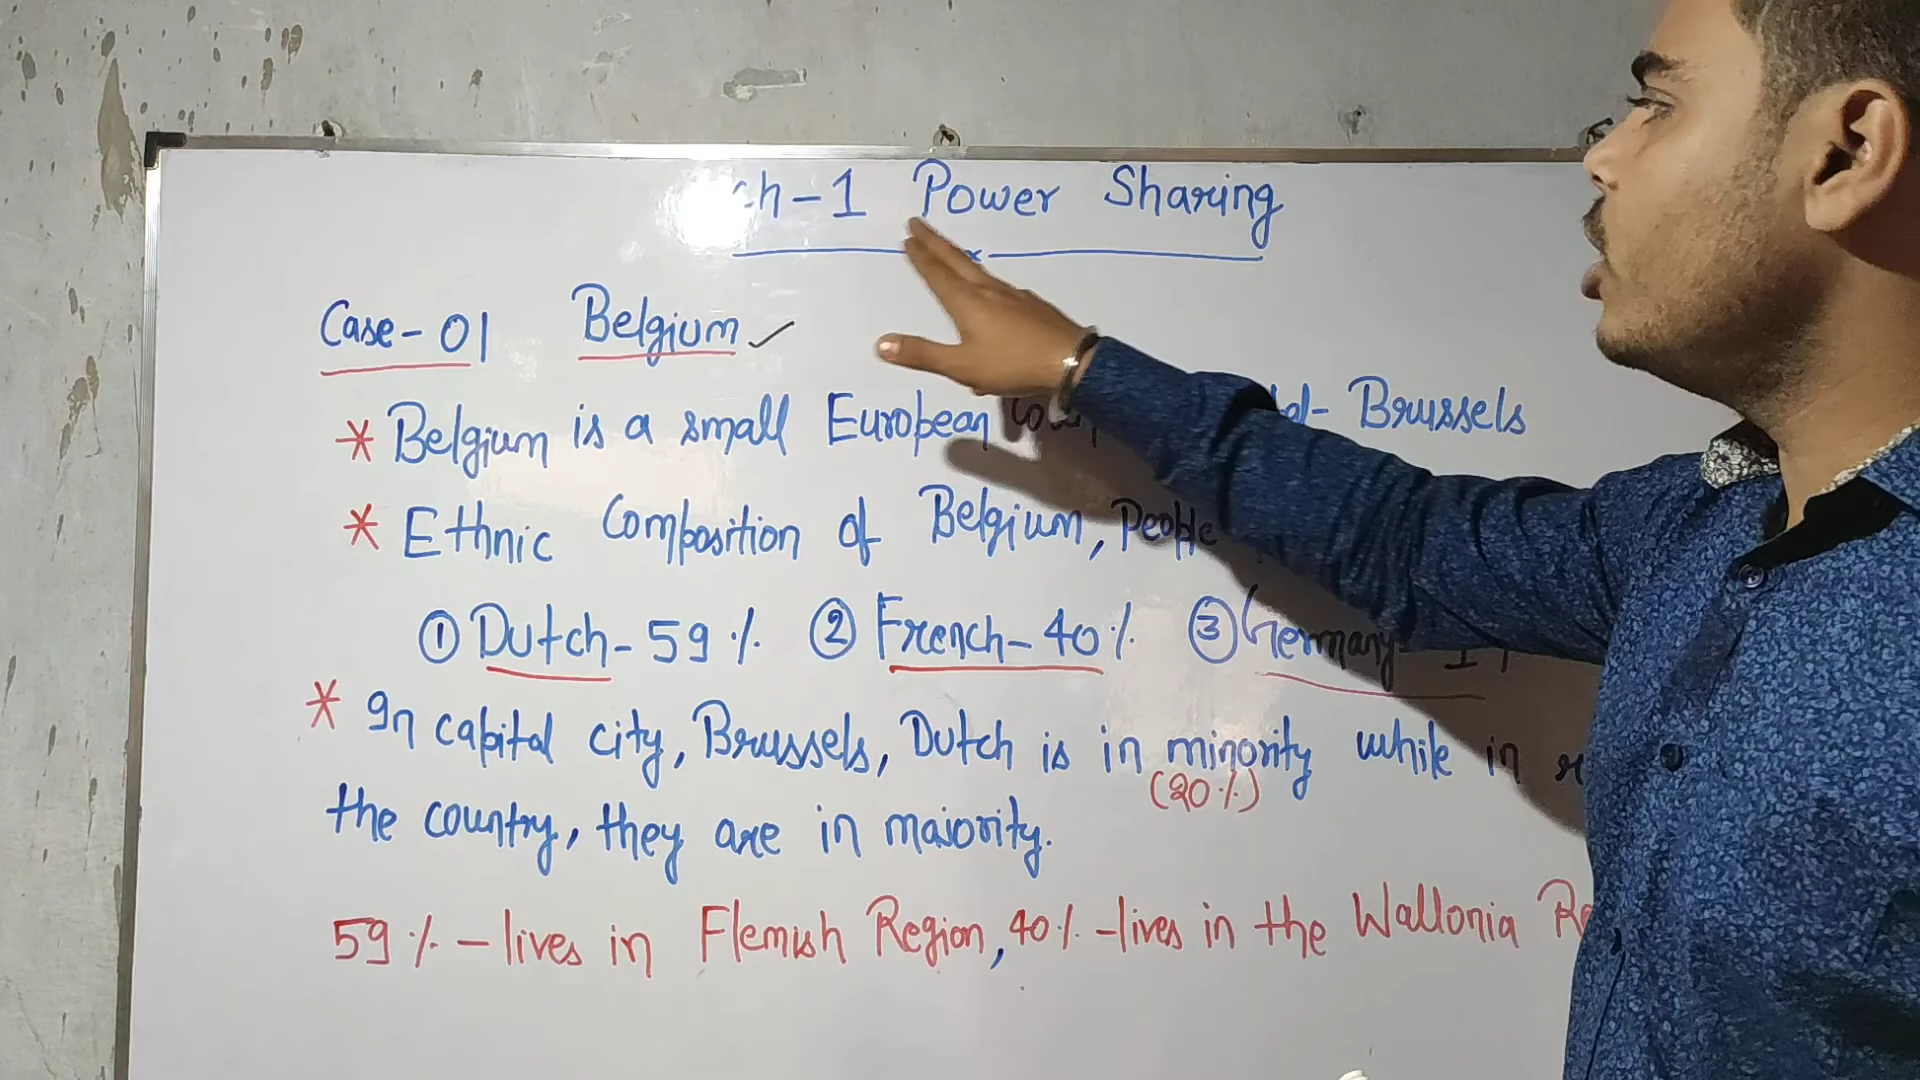 Ch-1 Power Sharing
Case-01 Belgium ✓
* Belgium is a small European Brussels
* Ethnic Composition of Belgium, People
① Dutch-59% ② French-40% ③ Germany
* In capital city, Brussels, Dutch is in minority while in
(20%)
the country, they are in majority.
59% - lives in Flemish Region, 40% - lives in the Wallonia